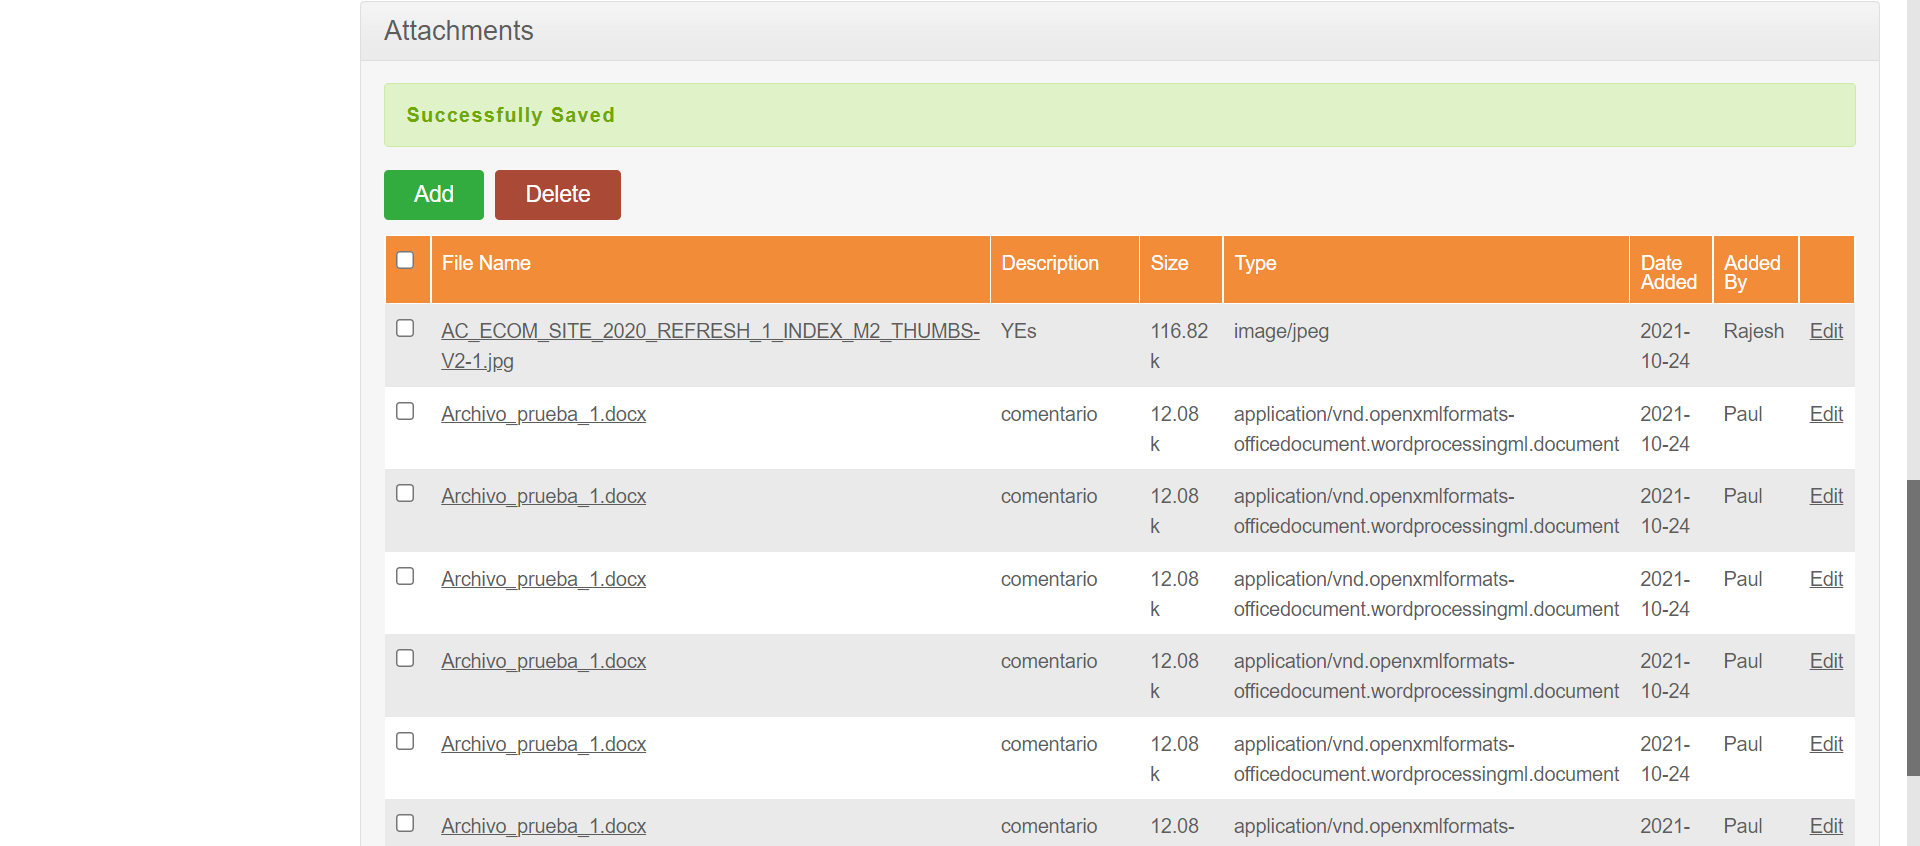 Attachments
Successfully Saved
Add Delete
File Name Description Size Type Date Added Added By
AC_ECOM_SITE_2020_REFRESH_1_INDEX_M2_THUMBS- YEs 116.82 image/jpeg 2021- Rajesh Edit
V2-1.jpg k 10-24
Archivo_prueba_1.docx comentario 12.08 application/vnd.openxmlformats- 2021- Paul Edit
k officedocument.wordprocessingml.document 10-24
Archivo_prueba_1.docx comentario 12.08 application/vnd.openxmlformats- 2021- Paul Edit
k officedocument.wordprocessingml.document 10-24
Archivo_prueba_1.docx comentario 12.08 application/vnd.openxmlformats- 2021- Paul Edit
k officedocument.wordprocessingml.document 10-24
Archivo_prueba_1.docx comentario 12.08 application/vnd.openxmlformats- 2021- Paul Edit
k officedocument.wordprocessingml.document 10-24
Archivo_prueba_1.docx comentario 12.08 application/vnd.openxmlformats- 2021- Paul Edit
k officedocument.wordprocessingml.document 10-24
Archivo_prueba_1.docx comentario 12.08 application/vnd.openxmlformats- 2021- Paul Edit